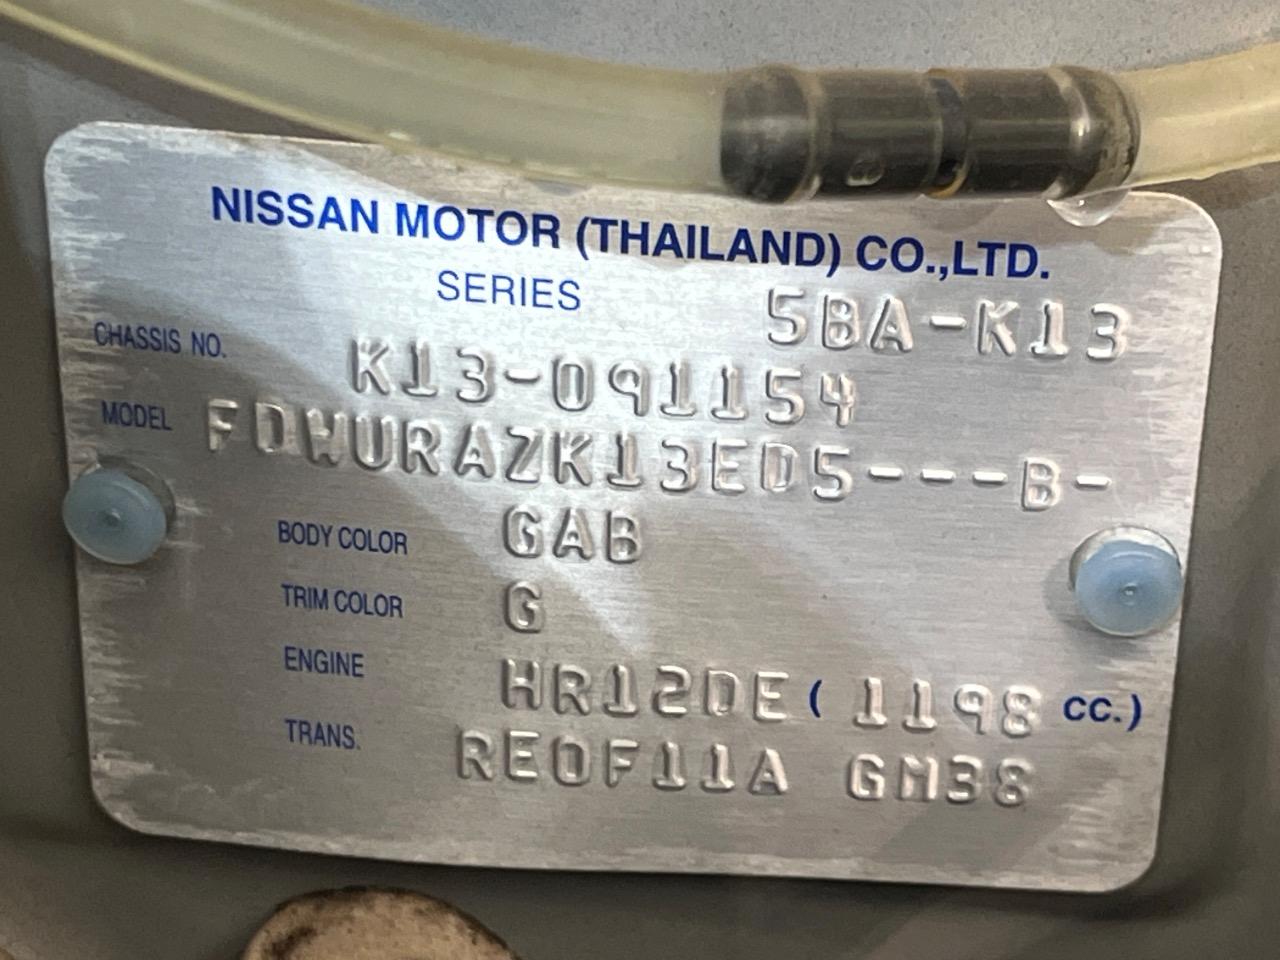 NISSAN MOTOR (THAILAND) CO.,LTD.
SERIES 5BA-K13
CHASSIS NO. K13-091154
MODEL FDWURAZK13ED5---B-
BODY COLOR GAB
TRIM COLOR G
ENGINE HR12DE ( 1198 CC.)
TRANS. RE0F11A GM38